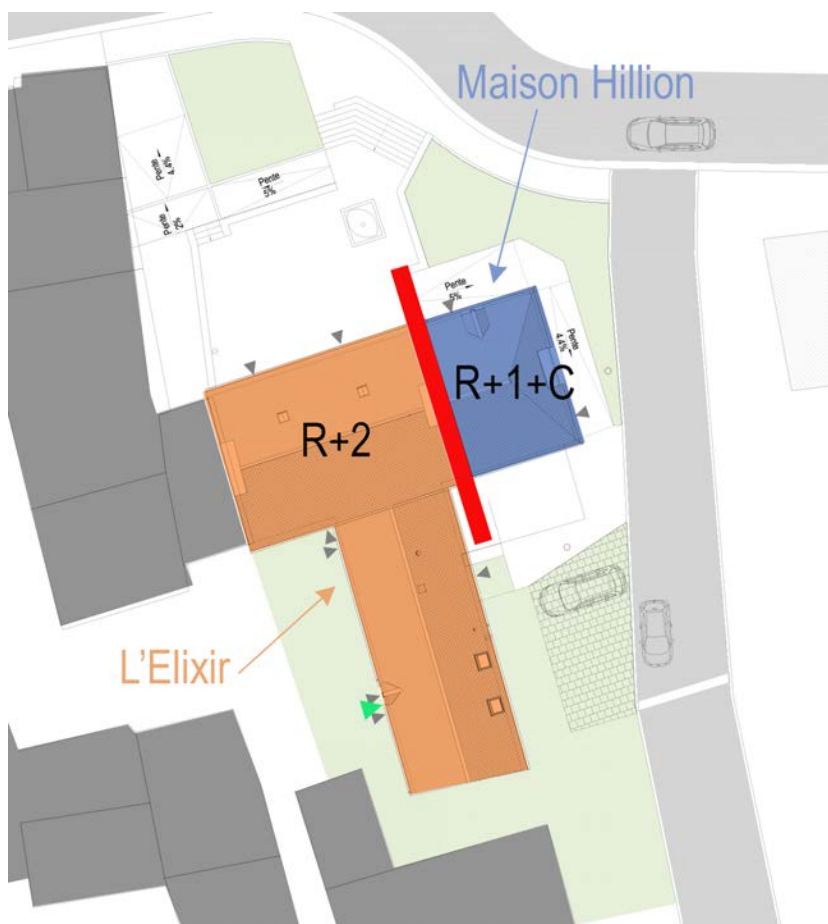 Maison Hillion
Pente
4.4%
Pente
5%
Pente
2%
Pente
5%
Pente
4.4%
R+1+C
R+2
L'Elixir